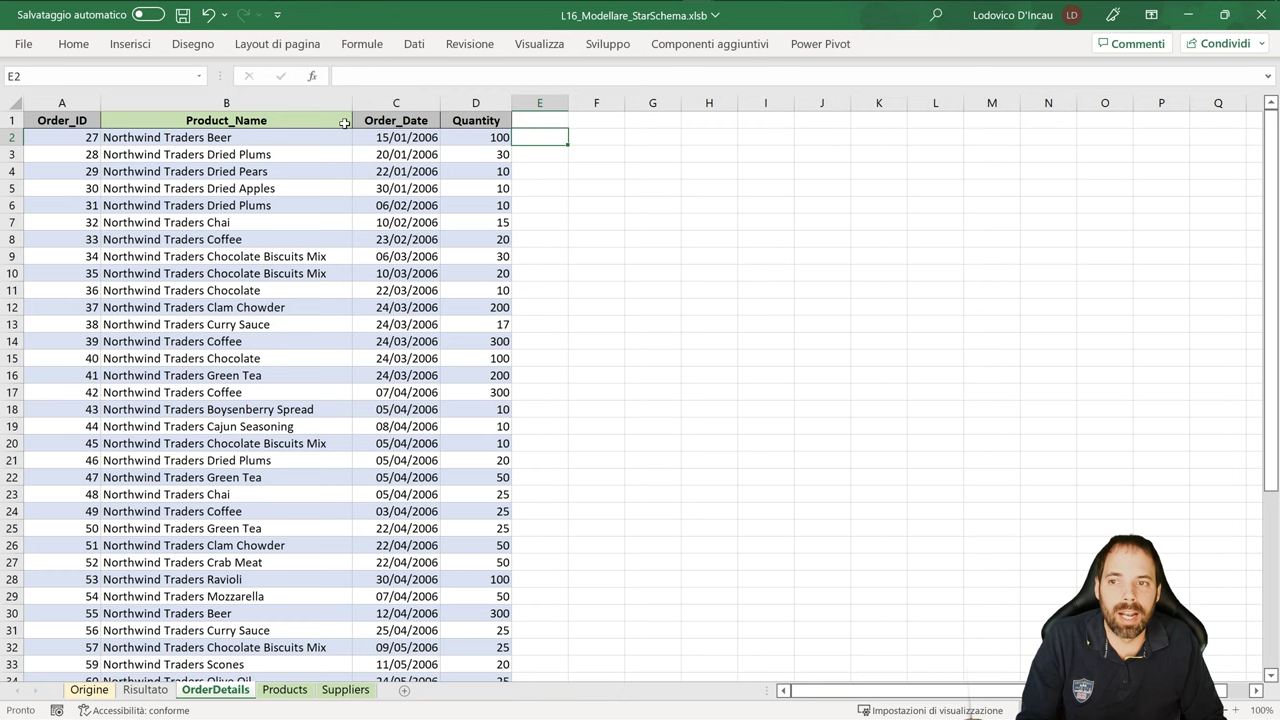 Salvataggio automatico
L16_Modellare_StarSchema.xlsb
Lodovico D'Incau LD
File Home Inserisci Disegno Layout di pagina Formule Dati Revisione Visualizza Sviluppo Componenti aggiuntivi Power Pivot Commenti Condividi
E2 fx
A B C D E F G H I J K L M N O P Q
1 Order_ID Product_Name Order_Date Quantity
2 27 Northwind Traders Beer 15/01/2006 100
3 28 Northwind Traders Dried Plums 20/01/2006 30
4 29 Northwind Traders Dried Pears 22/01/2006 10
5 30 Northwind Traders Dried Apples 30/01/2006 10
6 31 Northwind Traders Dried Plums 06/02/2006 10
7 32 Northwind Traders Chai 10/02/2006 15
8 33 Northwind Traders Coffee 23/02/2006 20
9 34 Northwind Traders Chocolate Biscuits Mix 06/03/2006 30
10 35 Northwind Traders Chocolate Biscuits Mix 10/03/2006 20
11 36 Northwind Traders Chocolate 22/03/2006 10
12 37 Northwind Traders Clam Chowder 24/03/2006 200
13 38 Northwind Traders Curry Sauce 24/03/2006 17
14 39 Northwind Traders Coffee 24/03/2006 300
15 40 Northwind Traders Chocolate 24/03/2006 100
16 41 Northwind Traders Green Tea 24/03/2006 200
17 42 Northwind Traders Coffee 07/04/2006 300
18 43 Northwind Traders Boysenberry Spread 05/04/2006 10
19 44 Northwind Traders Cajun Seasoning 08/04/2006 10
20 45 Northwind Traders Chocolate Biscuits Mix 05/04/2006 10
21 46 Northwind Traders Dried Plums 05/04/2006 20
22 47 Northwind Traders Green Tea 05/04/2006 50
23 48 Northwind Traders Chai 05/04/2006 25
24 49 Northwind Traders Coffee 03/04/2006 25
25 50 Northwind Traders Green Tea 22/04/2006 25
26 51 Northwind Traders Clam Chowder 22/04/2006 50
27 52 Northwind Traders Crab Meat 22/04/2006 50
28 53 Northwind Traders Ravioli 30/04/2006 100
29 54 Northwind Traders Mozzarella 07/04/2006 50
30 55 Northwind Traders Beer 12/04/2006 300
31 56 Northwind Traders Curry Sauce 25/04/2006 25
32 57 Northwind Traders Chocolate Biscuits Mix 09/05/2006 25
33 59 Northwind Traders Scones 11/05/2006 20
Origine Risultato OrderDetails Products Suppliers
Pronto Accessibilità: conforme Impostazioni di visualizzazione 100%